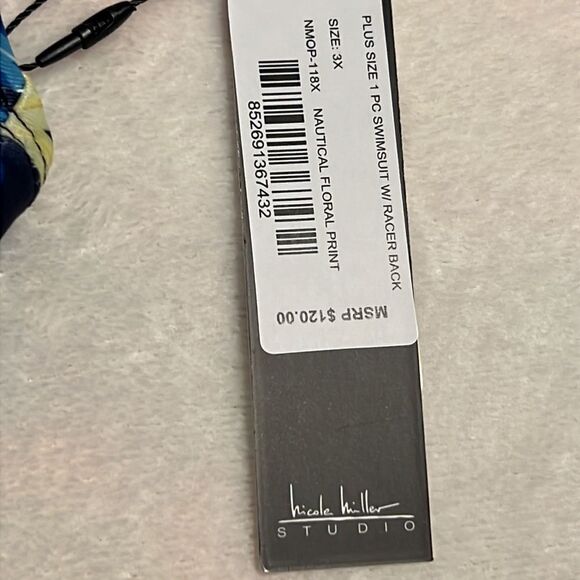 PLUS SIZE 1 PC SWIMSUIT W/ RACER BACK
SIZE: 3X
NMOP-118X NAUTICAL FLORAL PRINT
852691367432
MSRP $120.00
nicole miller
STUDIO